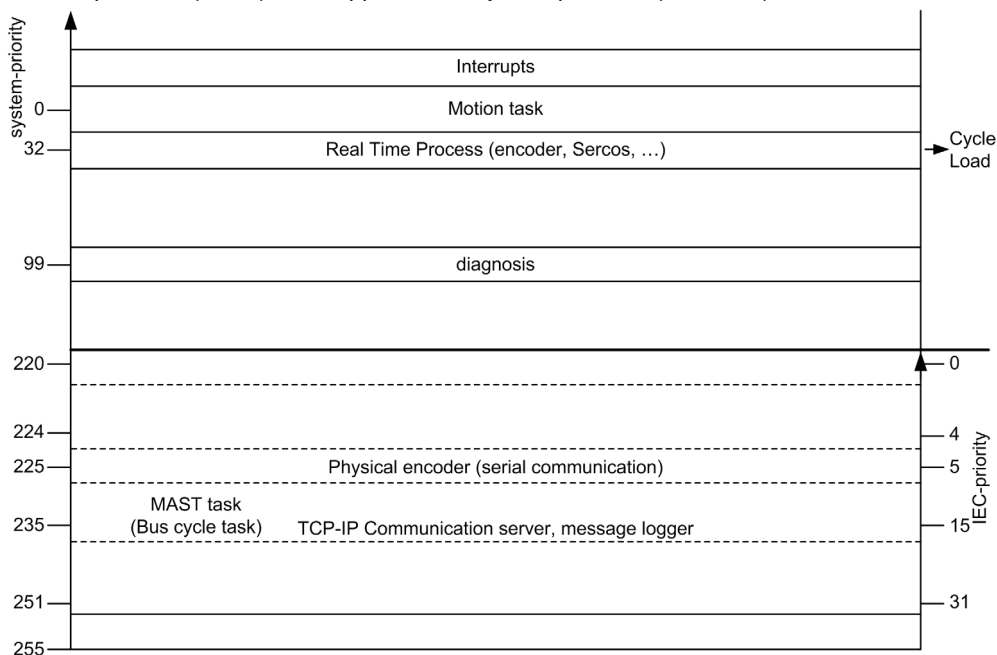 system-priority
Interrupts
0
Motion task
32
Real Time Process (encoder, Sercos, …)
Cycle
Load
99
diagnosis
220
0
224
4
225
Physical encoder (serial communication)
5
IEC-priority
MAST task
(Bus cycle task)
235
TCP-IP Communication server, message logger
15
251
31
255